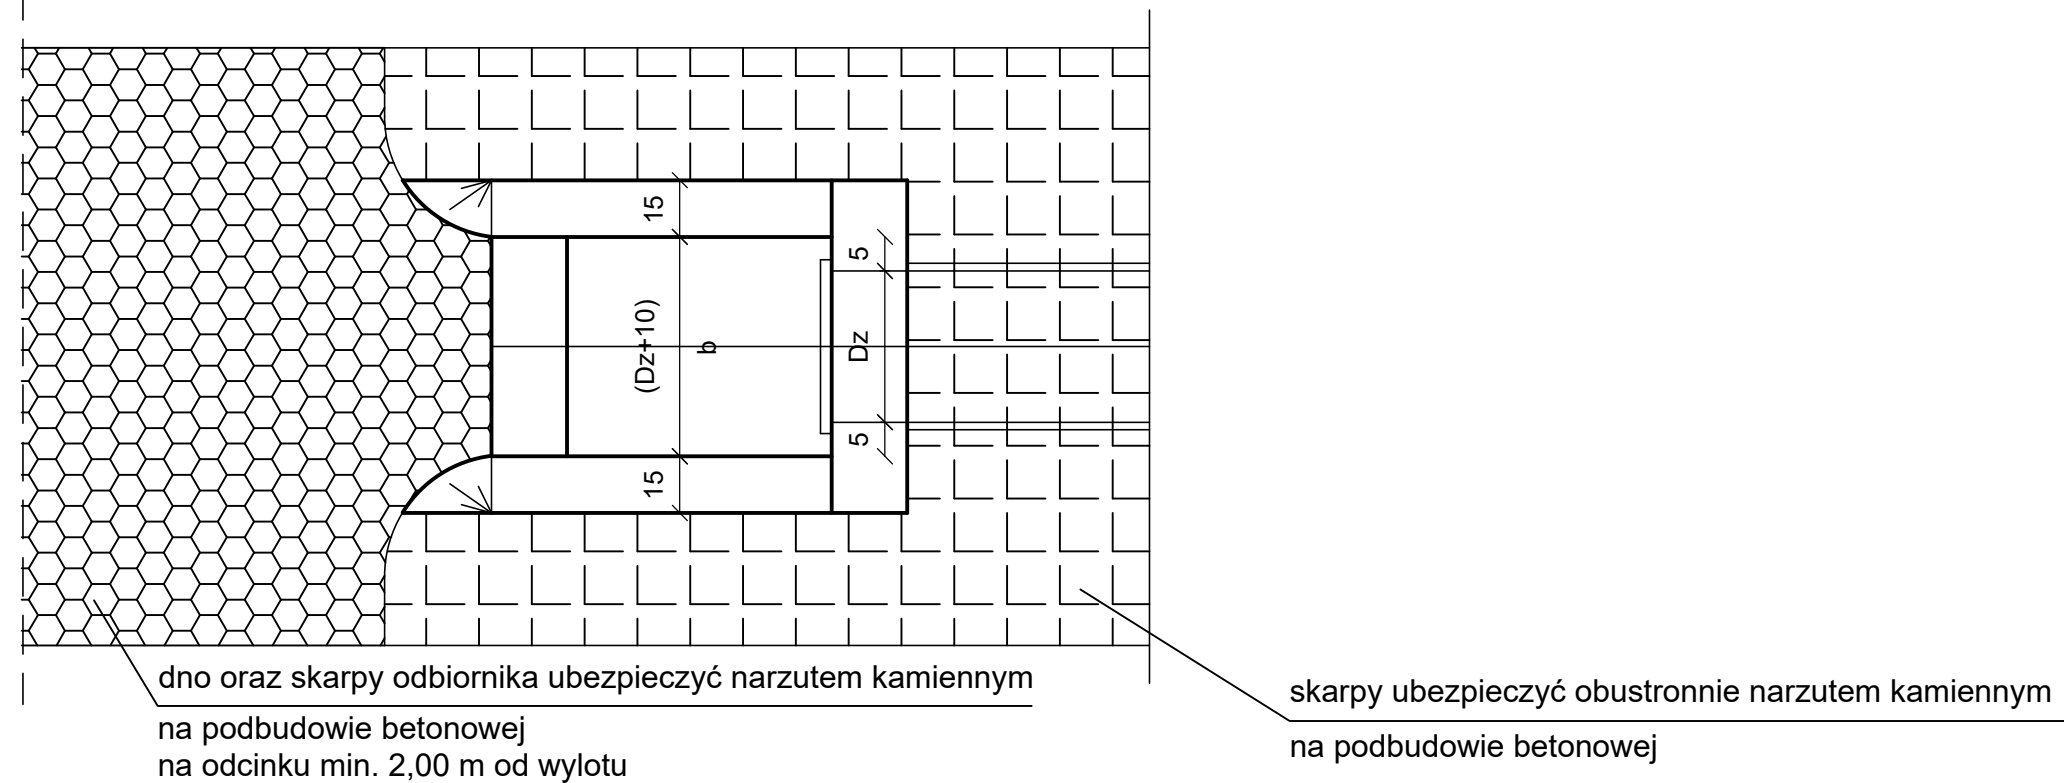 15
5
(Dz+10)
b
Dz
5
15
dno oraz skarpy odbiornika ubezpieczyć narzutem kamiennym
na podbudowie betonowej
na odcinku min. 2,00 m od wylotu
skarpy ubezpieczyć obustronnie narzutem kamiennym
na podbudowie betonowej